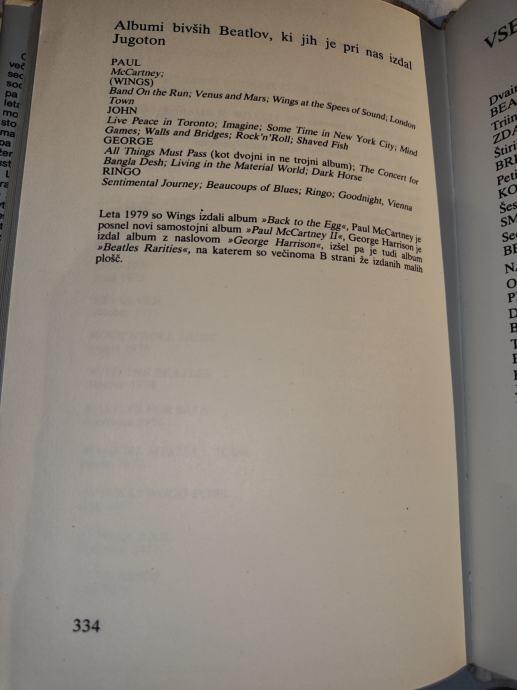 Albumi bivših Beatlov, ki jih je pri nas izdal
Jugoton
PAUL
McCartney;
(WINGS)
Band On the Run; Venus and Mars; Wings at the Spees of Sound; London
Town
JOHN
Live Peace in Toronto; Imagine; Some Time in New York City; Mind
Games; Walls and Bridges; Rock'n'Roll; Shaved Fish
GEORGE
All Things Must Pass (kot dvojni in ne trojni album); The Concert for
Bangla Desh; Living in the Material World; Dark Horse
RINGO
Sentimental Journey; Beaucoups of Blues; Ringo; Goodnight, Vienna
Leta 1979 so Wings izdali album »Back to the Egg«, Paul McCartney je
posnel novi samostojni album »Paul McCartney II«, George Harrison je
izdal album z naslovom »George Harrison«, izšel pa je tudi album
»Beatles Rarities«, na katerem so večinoma B strani že izdanih malih
plošč.
334